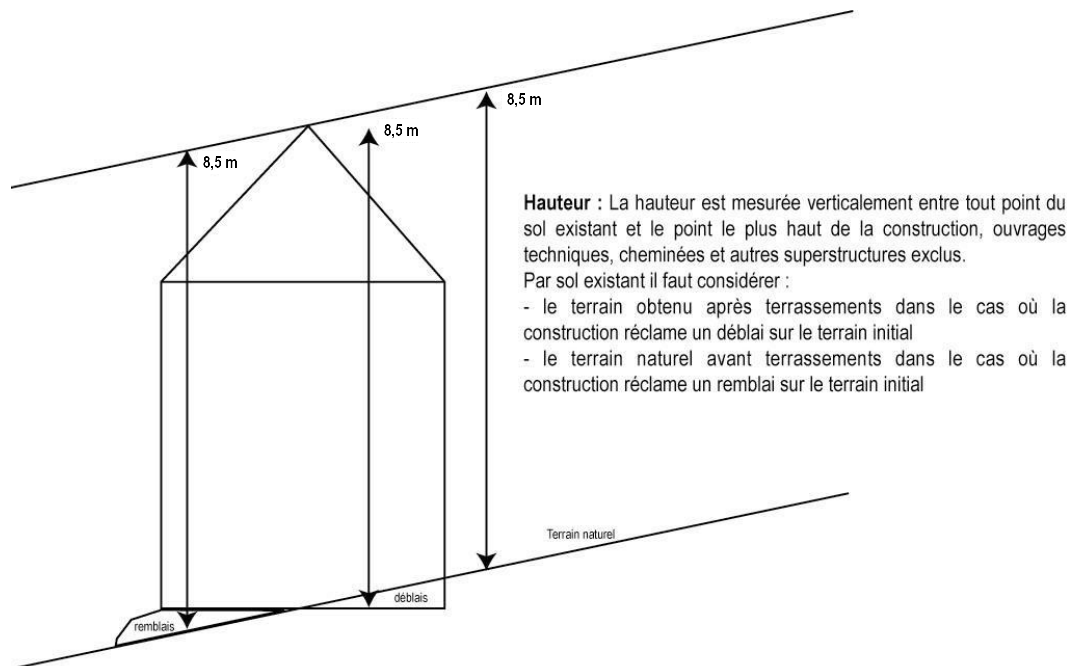 8,5 m
8,5 m
8,5 m
Hauteur : La hauteur est mesurée verticalement entre tout point du
sol existant et le point le plus haut de la construction, ouvrages
techniques, cheminées et autres superstructures exclus.
Par sol existant il faut considérer :
- le terrain obtenu après terrassements dans le cas où la
construction réclame un déblai sur le terrain initial
- le terrain naturel avant terrassements dans le cas où la
construction réclame un remblai sur le terrain initial
Terrain naturel
déblais
remblais